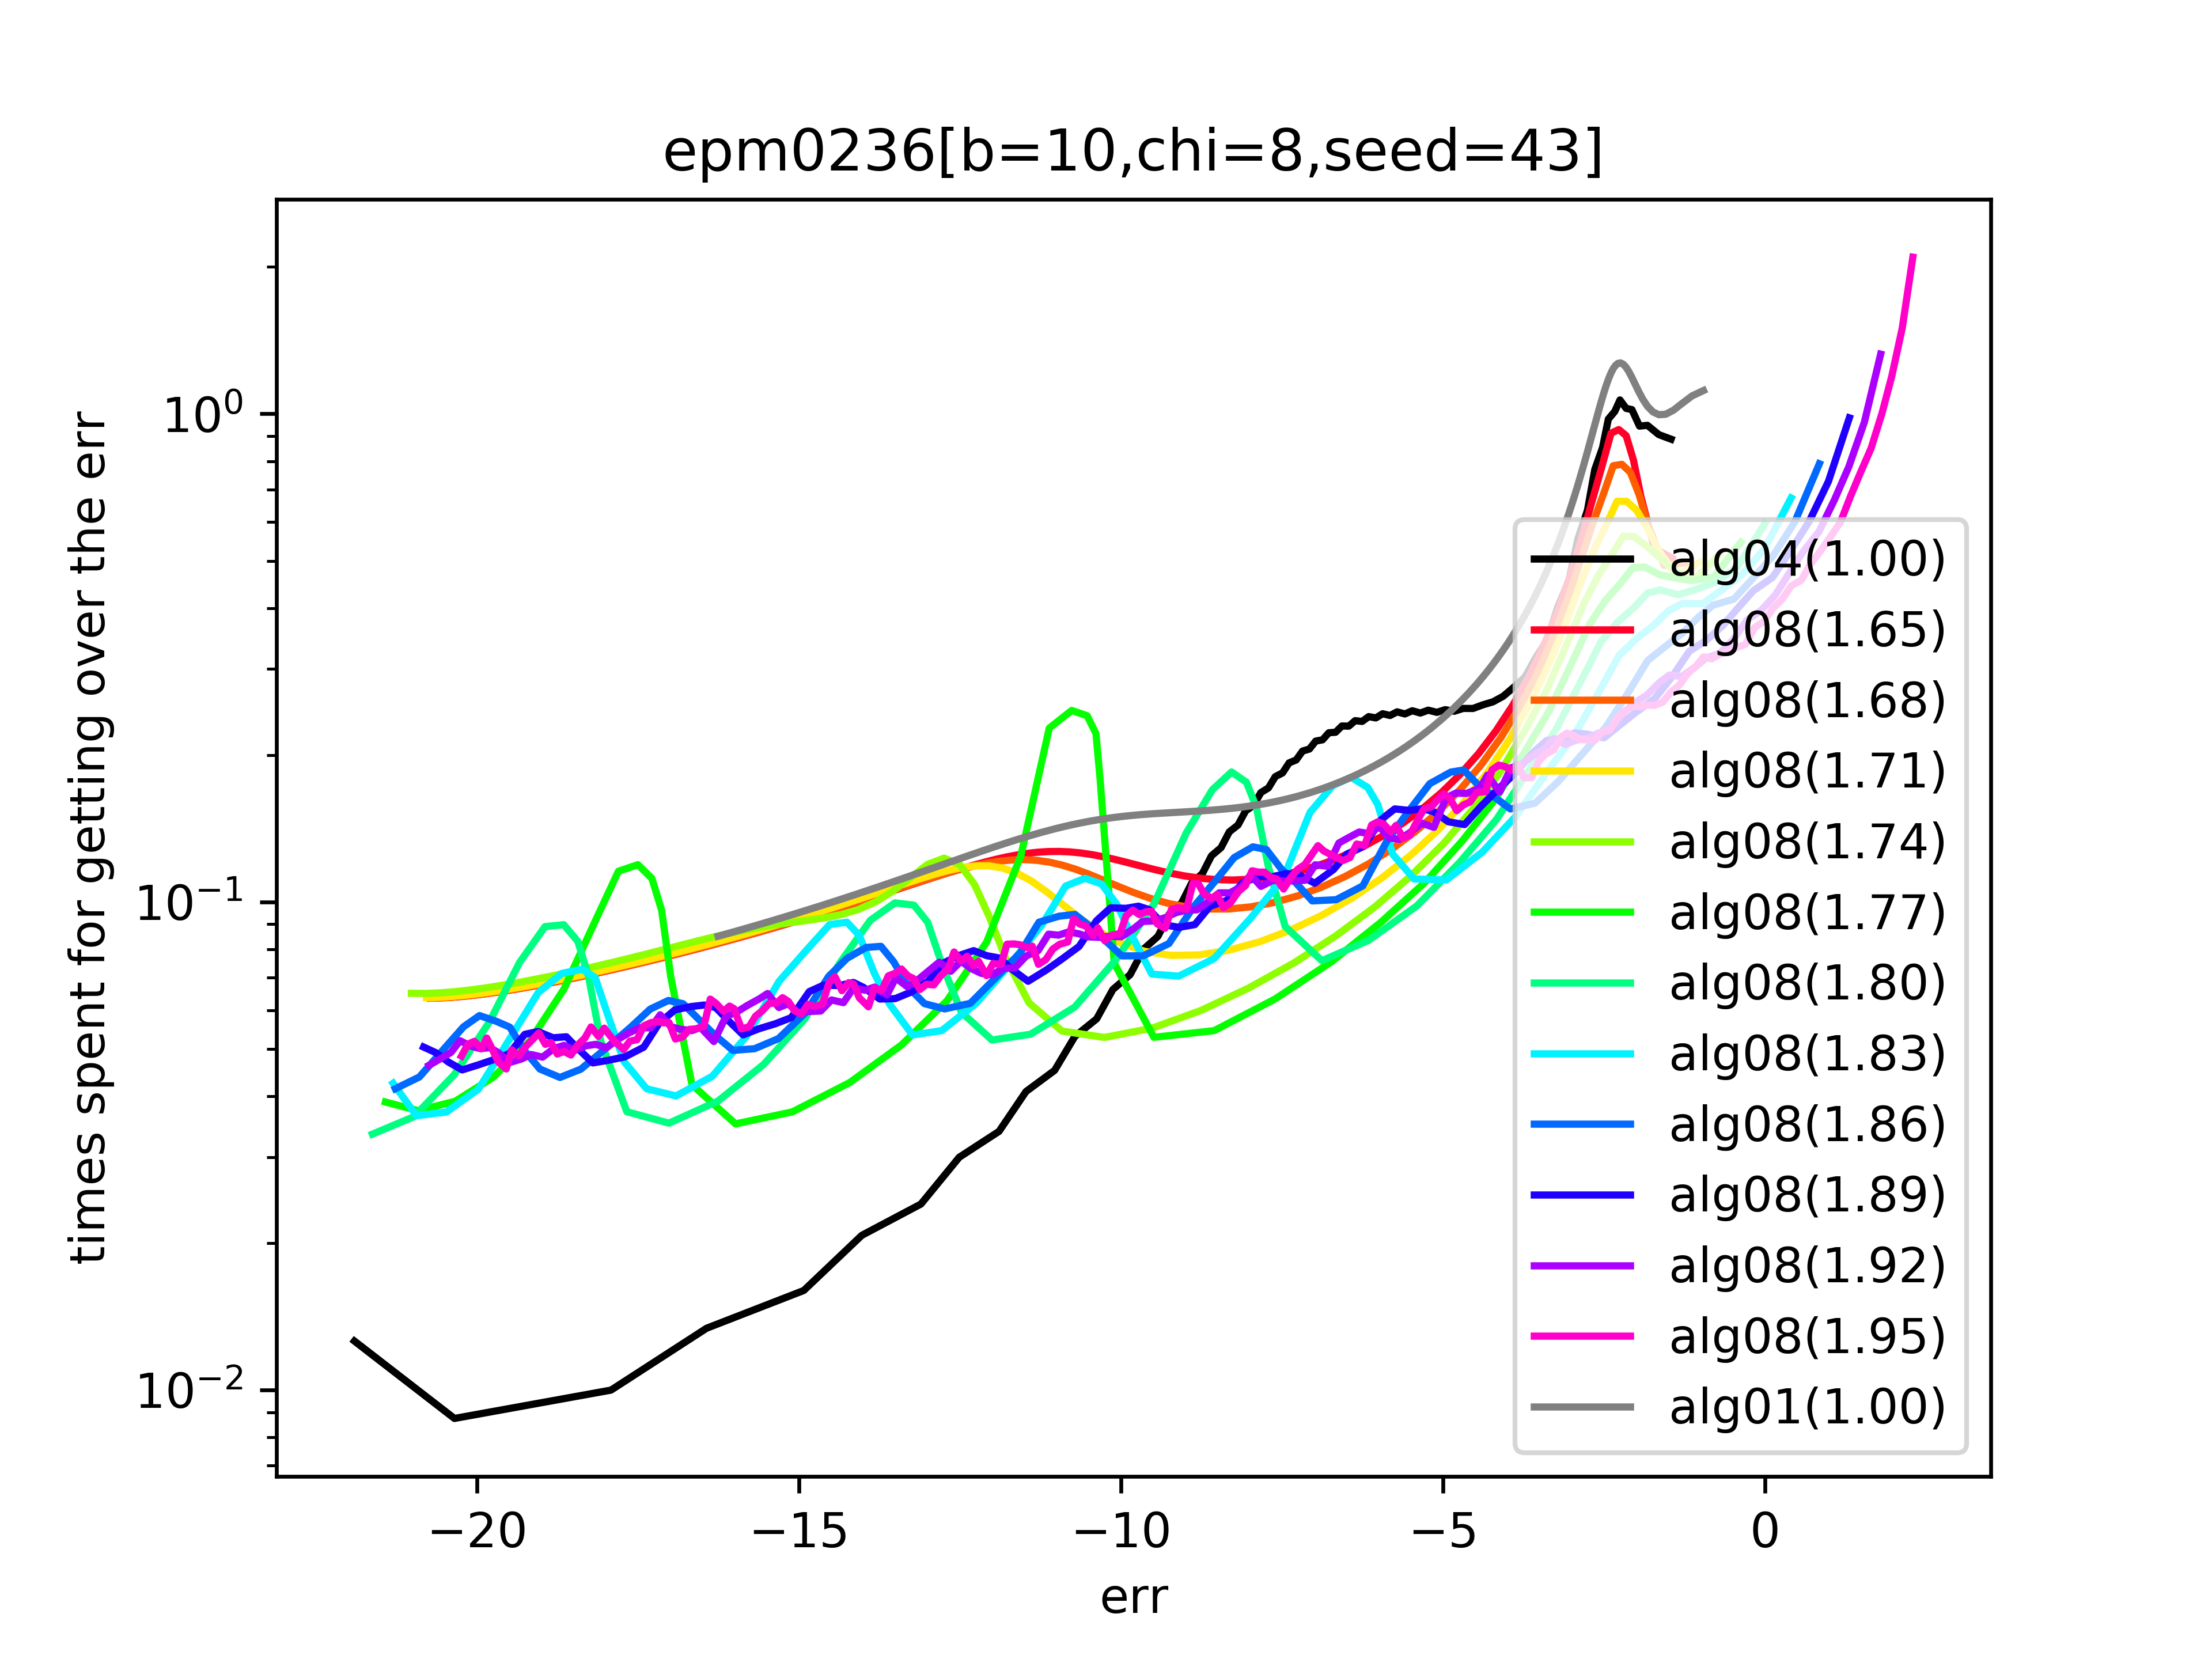 epm0236[b=10,chi=8,seed=43]
times spent for getting over the err
10⁰
10⁻¹
10⁻²
−20
−15
−10
−5
0
err
alg04(1.00)
alg08(1.65)
alg08(1.68)
alg08(1.71)
alg08(1.74)
alg08(1.77)
alg08(1.80)
alg08(1.83)
alg08(1.86)
alg08(1.89)
alg08(1.92)
alg08(1.95)
alg01(1.00)